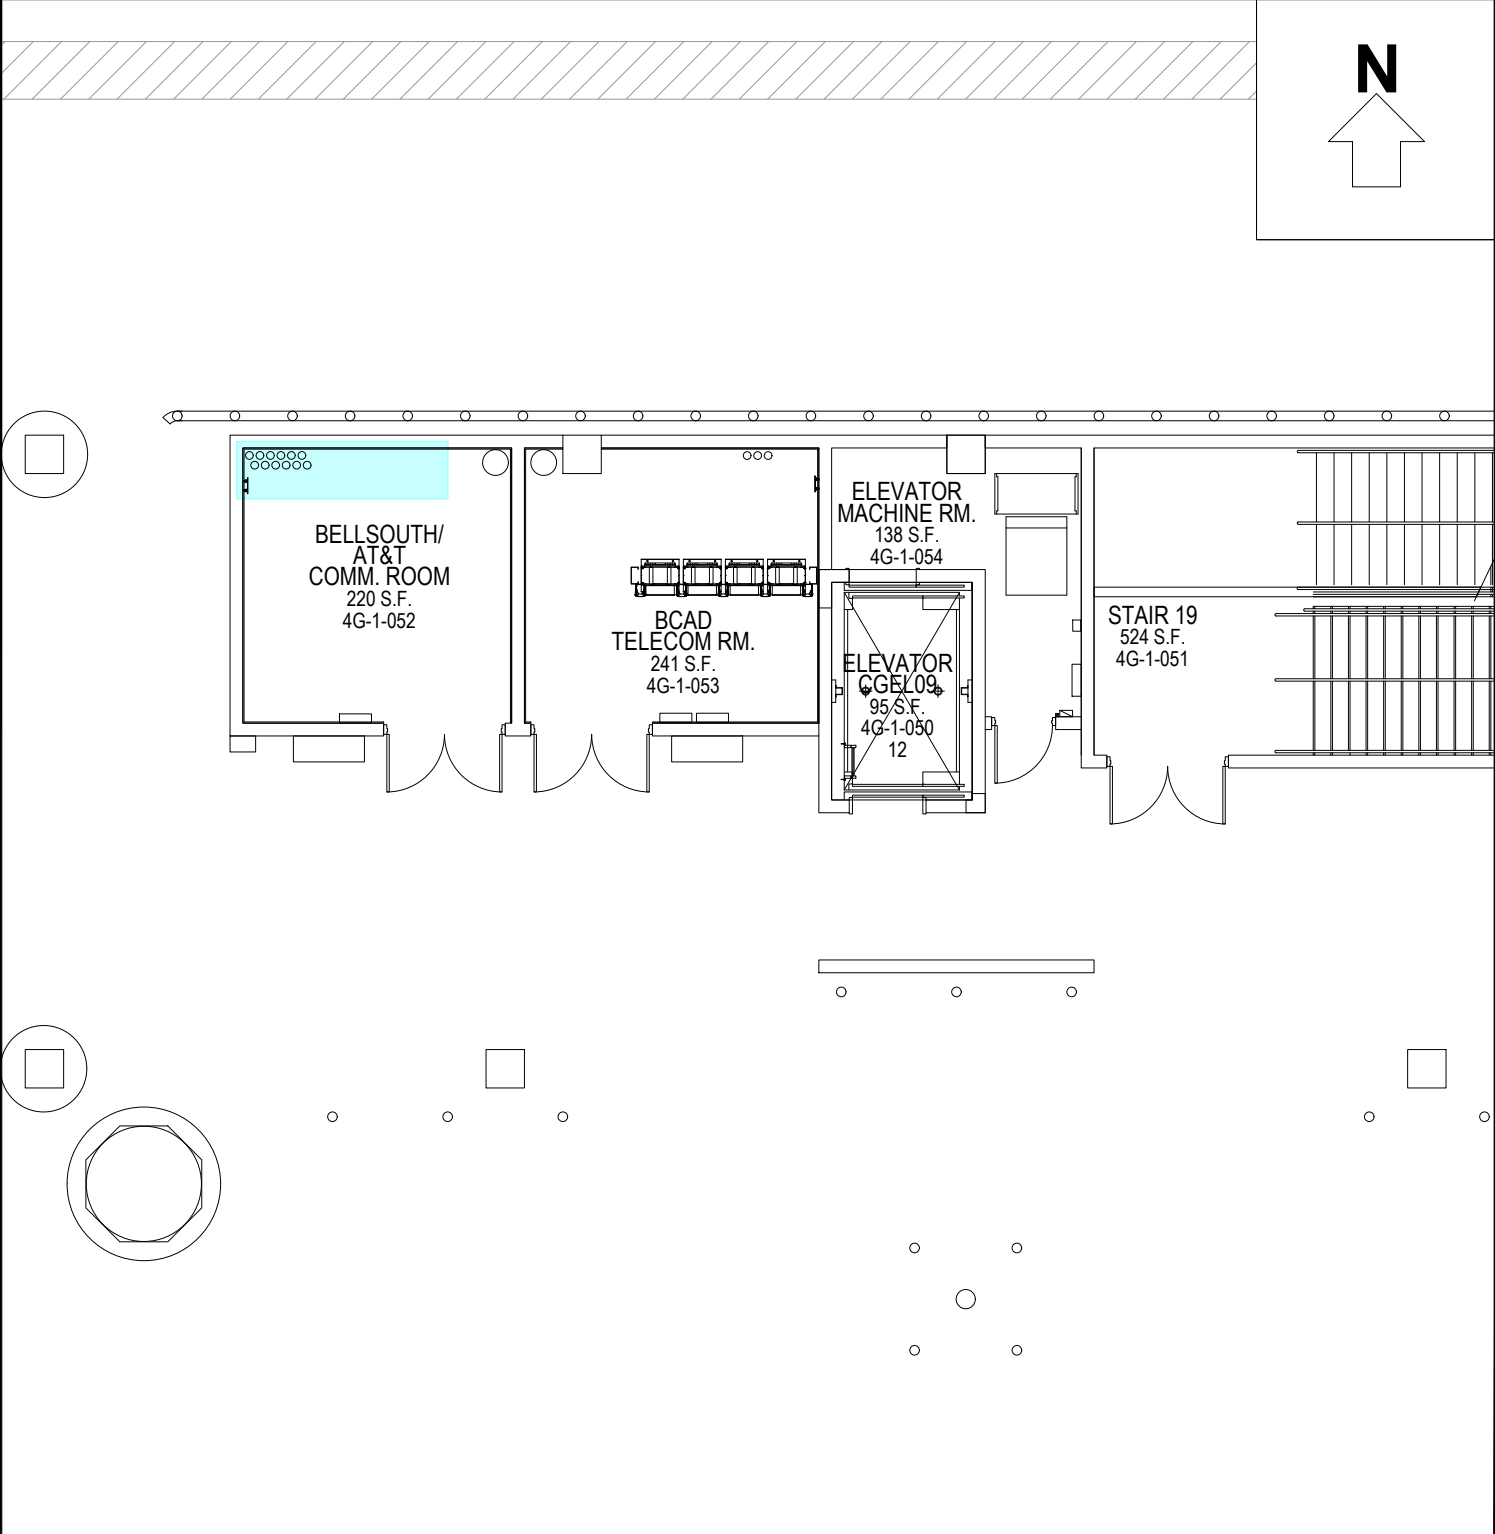 N
BELLSOUTH/
AT&T
COMM. ROOM
220 S.F.
4G-1-052
BCAD
TELECOM RM.
241 S.F.
4G-1-053
ELEVATOR
MACHINE RM.
138 S.F.
4G-1-054
ELEVATOR
CGEL09
95 S.F.
4G-1-050
12
STAIR 19
524 S.F.
4G-1-051